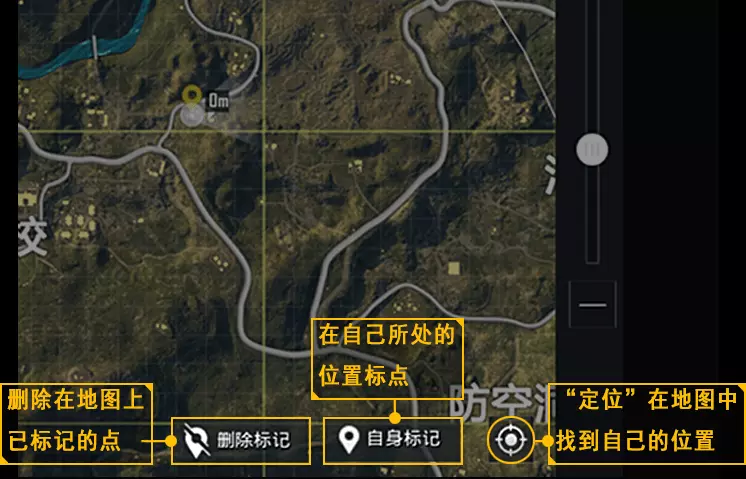 0m
校
在自己所处的
位置标点
删除在地图上
已标记的点
删除标记
自身标记
防空洞
“定位”在地图中
找到自己的位置